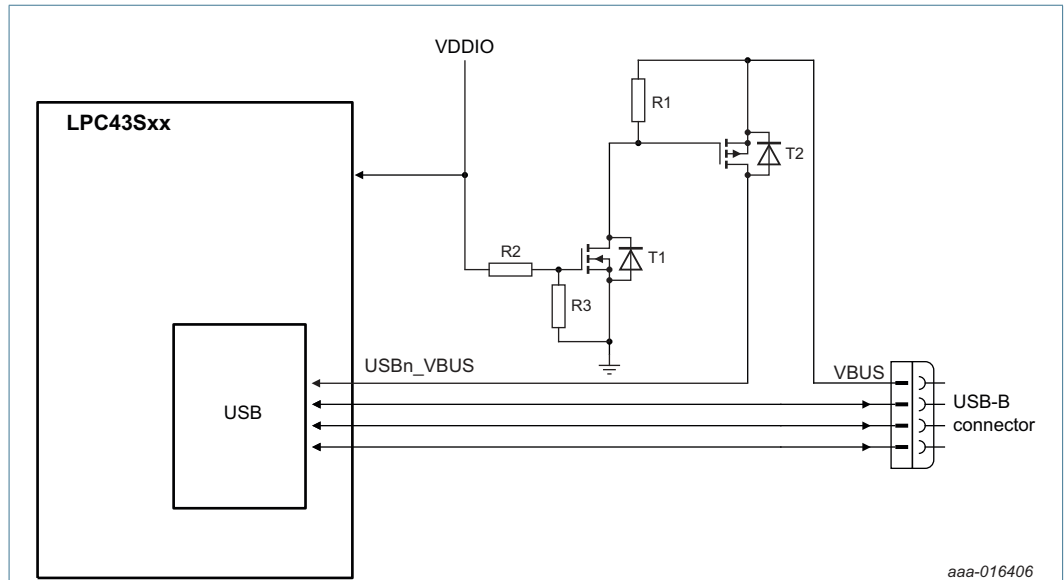 VDDIO
LPC43Sxx
R1
T2
R2
T1
R3
USBn_VBUS
VBUS
USB
USB-B
connector
aaa-016406